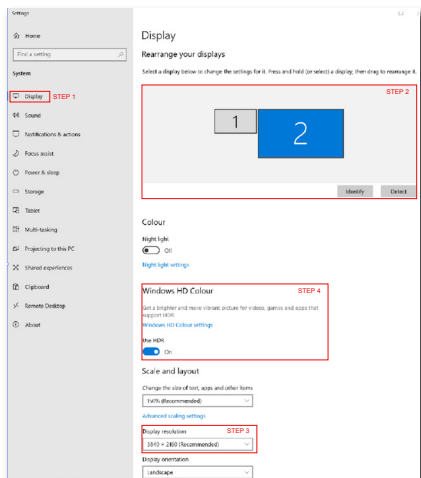 Settings
Home
Find a setting
System
Display STEP 1
Sound
Notifications & actions
Focus assist
Power & sleep
Storage
Tablet
Multi-tasking
Projecting to this PC
Shared experiences
Clipboard
Remote Desktop
About
Display
Rearrange your displays
Select a display below to change the settings for it. Press and hold (or select) a display, then drag to rearrange it.
STEP 2
1
2
Identify Detect
Colour
Night light
Off
Night light settings
Windows HD Colour STEP 4
Get a brighter and more vibrant picture for videos, games and apps that
support HDR.
Windows HD Colour settings
Use HDR
On
Scale and layout
Change the size of text, apps and other items
150% (Recommended)
Advanced scaling settings
Display resolution STEP 3
3840 × 2160 (Recommended)
Display orientation
Landscape